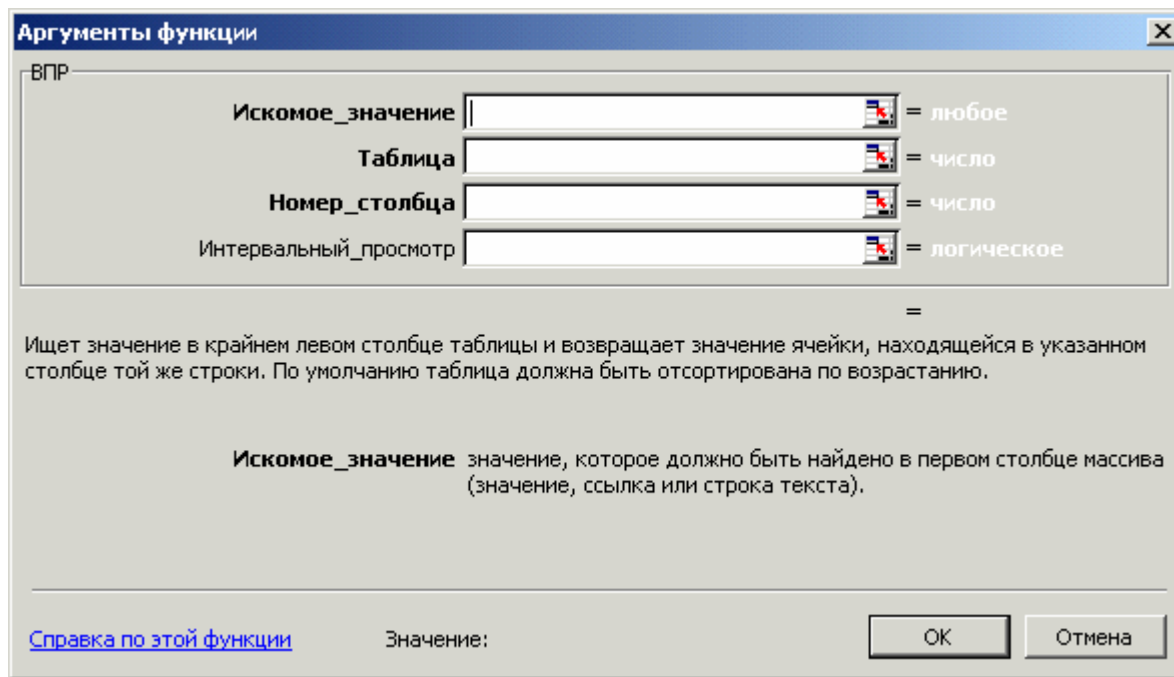 Аргументы функции
ВПР
Искомое_значение = любое
Таблица = число
Номер_столбца = число
Интервальный_просмотр = логическое
=
Ищет значение в крайнем левом столбце таблицы и возвращает значение ячейки, находящейся в указанном
столбце той же строки. По умолчанию таблица должна быть отсортирована по возрастанию.
Искомое_значение значение, которое должно быть найдено в первом столбце массива
(значение, ссылка или строка текста).
Справка по этой функции Значение: ОК Отмена